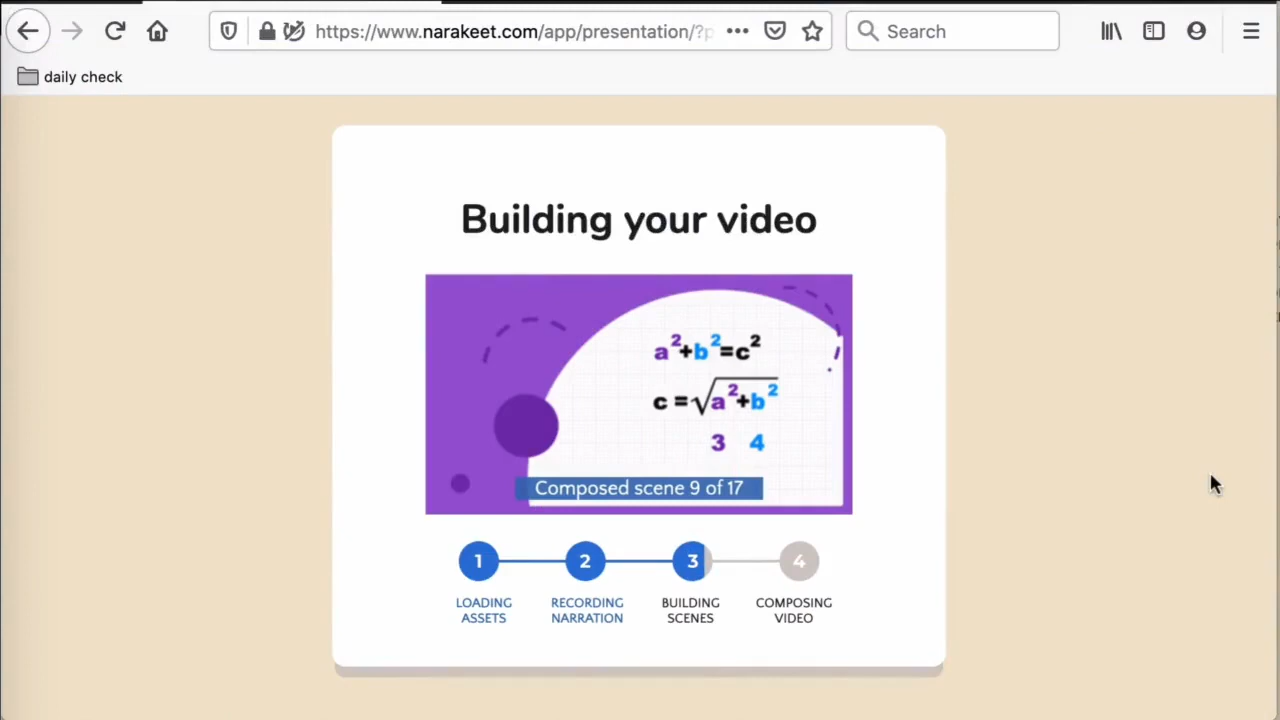 https://www.narakeet.com/app/presentation/?p
Search
daily check
Building your video
a²+b²=c²
c =√a²+b²
3 4
Composed scene 9 of 17
1 2 3 4
LOADING ASSETS
RECORDING NARRATION
BUILDING SCENES
COMPOSING VIDEO